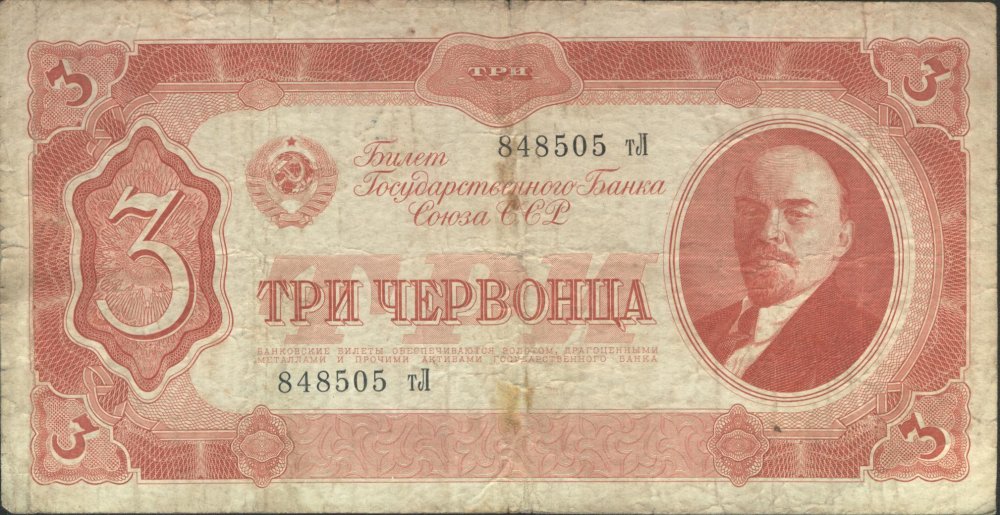 3
ТРИ
3
848505 тЛ
Билет
Государственного Банка
Союза ССР
3
ТРИ
ТРИ ЧЕРВОНЦА
БАНКОВСКИЕ БИЛЕТЫ ОБЕСПЕЧИВАЮТСЯ ЗОЛОТОМ, ДРАГОЦЕННЫМИ
МЕТАЛЛАМИ И ПРОЧИМИ АКТИВАМИ ГОСУДАРСТВЕННОГО БАНКА
848505 тЛ
3
3